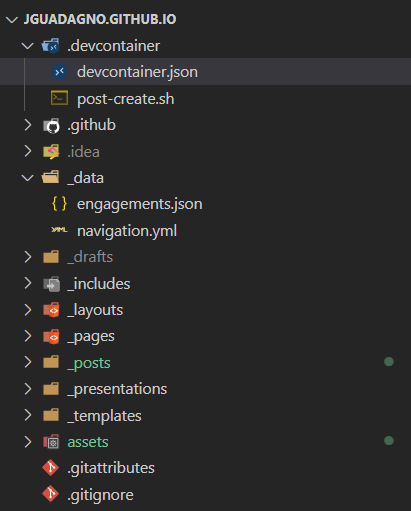 JGUADAGNO.GITHUB.IO
.devcontainer
devcontainer.json
post-create.sh
.github
.idea
_data
{ } engagements.json
YAML navigation.yml
_drafts
_includes
_layouts
_pages
_posts
_presentations
_templates
assets
.gitattributes
.gitignore